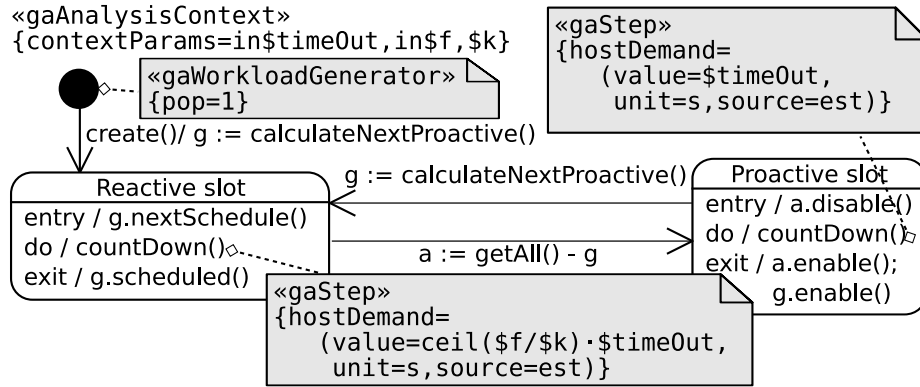 «gaAnalysisContext»
{contextParams=in$timeOut,in$f,$k}
«gaWorkloadGenerator»
{pop=1}
«gaStep»
{hostDemand=
(value=$timeOut,
unit=s,source=est)}
create()/ g := calculateNextProactive()
Reactive slot
entry / g.nextSchedule()
do / countDown()
exit / g.scheduled()
g := calculateNextProactive()
a := getAll() - g
Proactive slot
entry / a.disable()
do / countDown()
exit / a.enable();
g.enable()
«gaStep»
{hostDemand=
(value=ceil($f/$k)·$timeOut,
unit=s,source=est)}